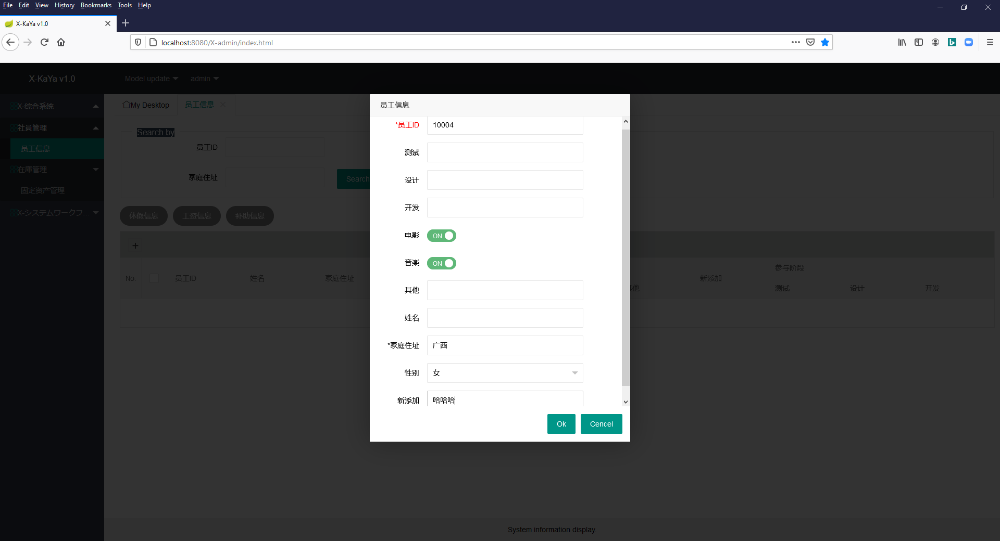 File Edit View History Bookmarks Tools Help
X-KaYa v1.0
localhost:8080/X-admin/index.html
X-KaYa v1.0
Model update
admin
X-综合系统
社員管理
员工信息
在庫管理
固定资产管理
X-システムワークフ...
My Desktop
员工信息
Search by
员工ID
家庭住址
Search
休假信息
工资信息
补助信息
No.
员工ID
姓名
家庭住址
新添加
参与阶段
测试
设计
开发
员工信息
*员工ID 10004
测试
设计
开发
电影 ON
音楽 ON
其他
姓名
*家庭住址 广西
性别 女
新添加 哈哈哈
Ok Cencel
System information display.